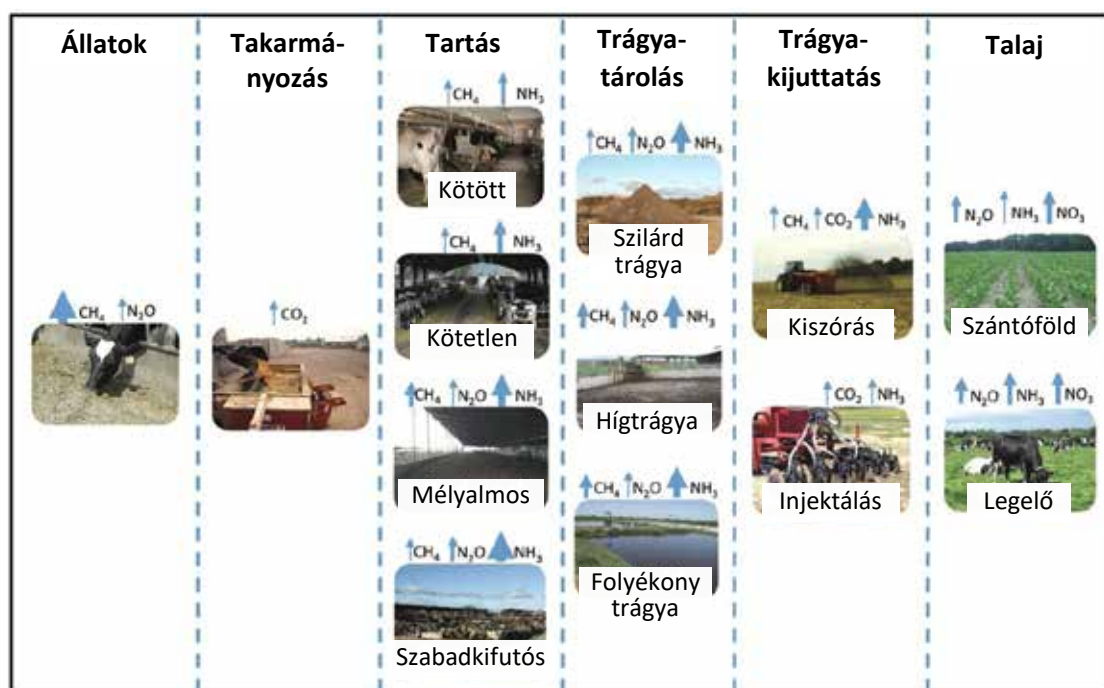 Állatok
CH₄ N₂O
Takarmá-
nyozás
CO₂
Tartás
CH₄ NH₃
Kötött
CH₄ NH₃
Kötetlen
CH₄ N₂O NH₃
Mélyalmos
CH₄ N₂O NH₃
Szabadkifutós
Trágya-
tárolás
CH₄ N₂O NH₃
Szilárd
trágya
CH₄ N₂O NH₃
Hígtrágya
CH₄ N₂O NH₃
Folyékony
trágya
Trágya-
kijuttatás
CH₄ CO₂ NH₃
Kiszórás
CO₂ NH₃
Injektálás
Talaj
N₂O NH₃ NO₃
Szántóföld
N₂O NH₃ NO₃
Legelő